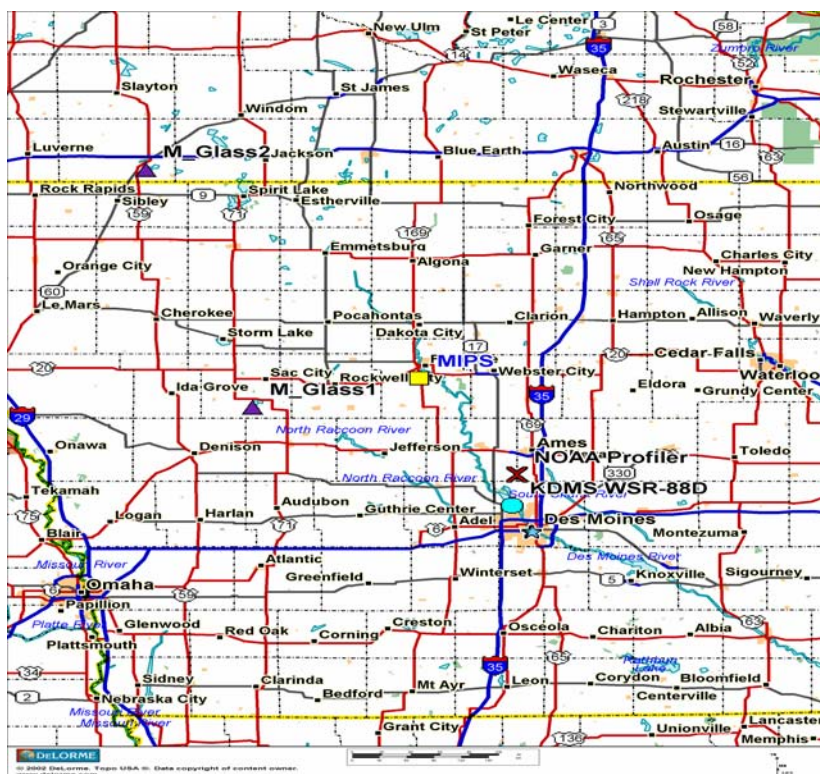 New Ulm
Le Center
St Peter
3
35
58
14
Zumbro River
52
Waseca
Rochester
Slayton
St James
218
Windom
Stewartville
Luverne
M_Glass2
Jackson
Blue Earth
Austin
16
63
56
Rock Rapids
9
Spirit Lake
Northwood
Sibley
Estherville
59
71
Forest City
Osage
169
65
Emmetsburg
Garner
Algona
Charles City
Orange City
New Hampton
Shell Rock River
60
Le Mars
Cherokee
Pocahontas
Clarion
Hampton
Allison
Waverly
Dakota City
Storm Lake
17
20
20
MIPS
Cedar Falls
Webster City
Waterloo
Sac City
Rockwell City
Ida Grove
M_Glass1
Eldora
Grundy Center
35
29
69
North Raccoon River
Ames
Onawa
Denison
Jefferson
NOAA Profiler
Toledo
North Raccoon River
330
Tekamah
KDMS WSR-88D
Audubon
75
Logan
Harlan
71
Guthrie Center
6
Adel
Des Moines
Blair
Montezuma
Missouri River
Atlantic
Des Moines River
Omaha
6
59
Greenfield
Winterset
5
Knoxville
Sigourney
Papillion
Platte River
Glenwood
Creston
63
Plattsmouth
Red Oak
Corning
Osceola
Chariton
Albia
34
65
Sidney
35
Rathbun
Lake
2
Clarinda
Mt Ayr
Leon
Corydon
Bloomfield
Nebraska City
Bedford
Centerville
Missouri River
Missouri River
Grant City
136
Unionville
Lancaster
Memphis
DELORME
© 2002 DeLorme. Topo USA ®. Data copyright of content owner.
www.delorme.com